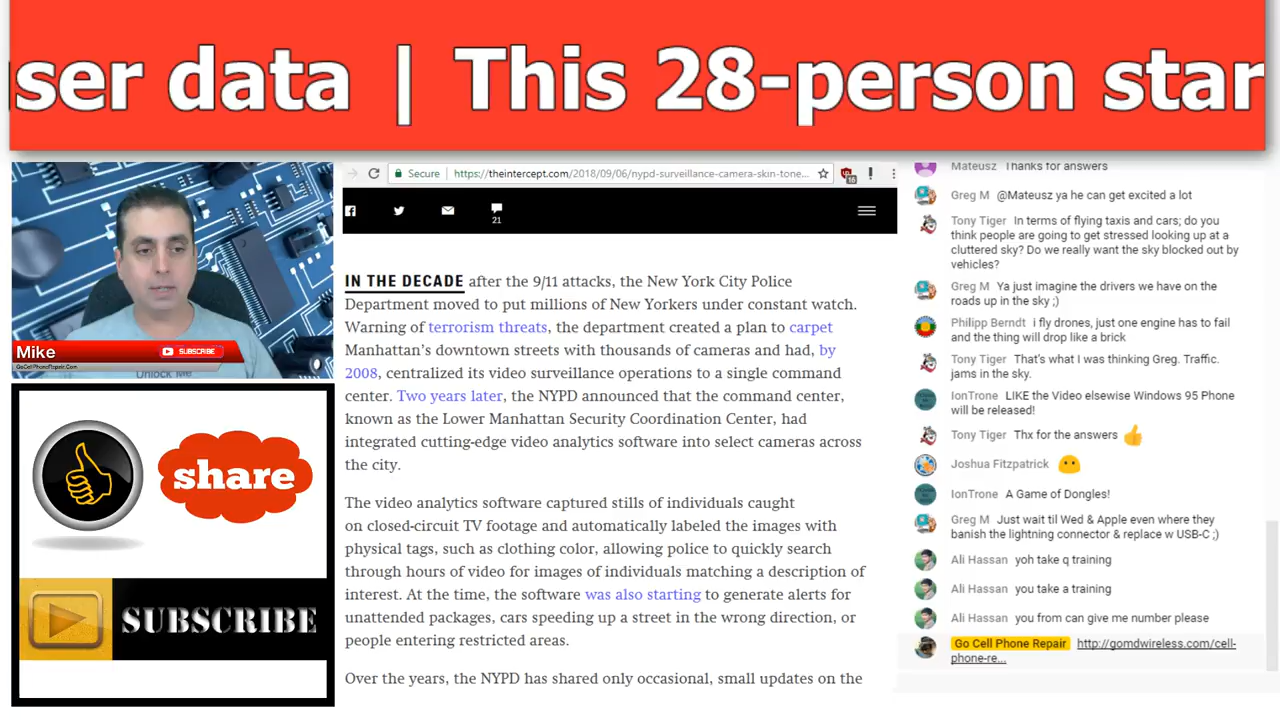 ser data | This 28-person star
Mike
SUBSCRIBE
GoCellPhoneRepair.Com
Unlock Me
share
SUBSCRIBE
Secure
https://theintercept.com/2018/09/06/nypd-surveillance-camera-skin-tone...
21
IN THE DECADE after the 9/11 attacks, the New York City Police
Department moved to put millions of New Yorkers under constant watch.
Warning of terrorism threats, the department created a plan to carpet
Manhattan's downtown streets with thousands of cameras and had, by
2008, centralized its video surveillance operations to a single command
center. Two years later, the NYPD announced that the command center,
known as the Lower Manhattan Security Coordination Center, had
integrated cutting-edge video analytics software into select cameras across
the city.
The video analytics software captured stills of individuals caught
on closed-circuit TV footage and automatically labeled the images with
physical tags, such as clothing color, allowing police to quickly search
through hours of video for images of individuals matching a description of
interest. At the time, the software was also starting to generate alerts for
unattended packages, cars speeding up a street in the wrong direction, or
people entering restricted areas.
Over the years, the NYPD has shared only occasional, small updates on the
Mateusz Thanks for answers
Greg M @Mateusz ya he can get excited a lot
Tony Tiger In terms of flying taxis and cars; do you
think people are going to get stressed looking up at a
cluttered sky? Do we really want the sky blocked out by
vehicles?
Greg M Ya just imagine the drivers we have on the
roads up in the sky ;)
Philipp Berndt i fly drones, just one engine has to fail
and the thing will drop like a brick
Tony Tiger That's what I was thinking Greg. Traffic.
jams in the sky.
IonTrone LIKE the Video elsewise Windows 95 Phone
will be released!
Tony Tiger Thx for the answers
Joshua Fitzpatrick
IonTrone A Game of Dongles!
Greg M Just wait til Wed & Apple even where they
banish the lightning connector & replace w USB-C ;)
Ali Hassan yoh take q training
Ali Hassan you take a training
Ali Hassan you from can give me number please
Go Cell Phone Repair http://gomdwireless.com/cell-
phone-re...